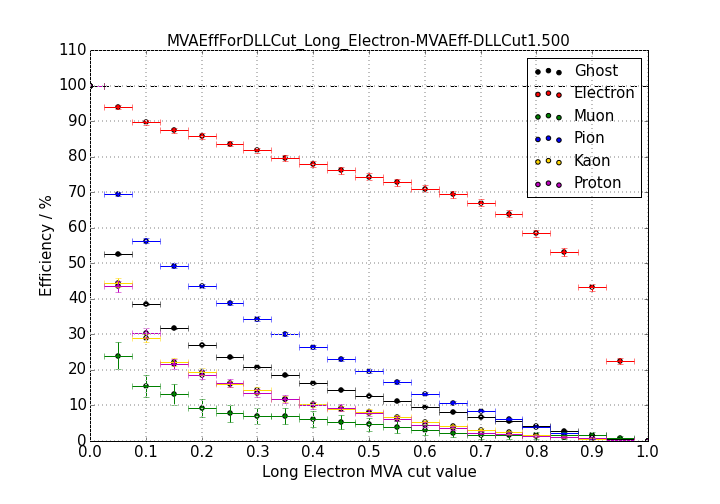 MVAEffForDLLCut_Long_Electron-MVAEff-DLLCut1.500
110
100
90
80
70
60
50
40
30
20
10
0
Efficiency / %
Ghost
Electron
Muon
Pion
Kaon
Proton
0.0 0.1 0.2 0.3 0.4 0.5 0.6 0.7 0.8 0.9 1.0
Long Electron MVA cut value